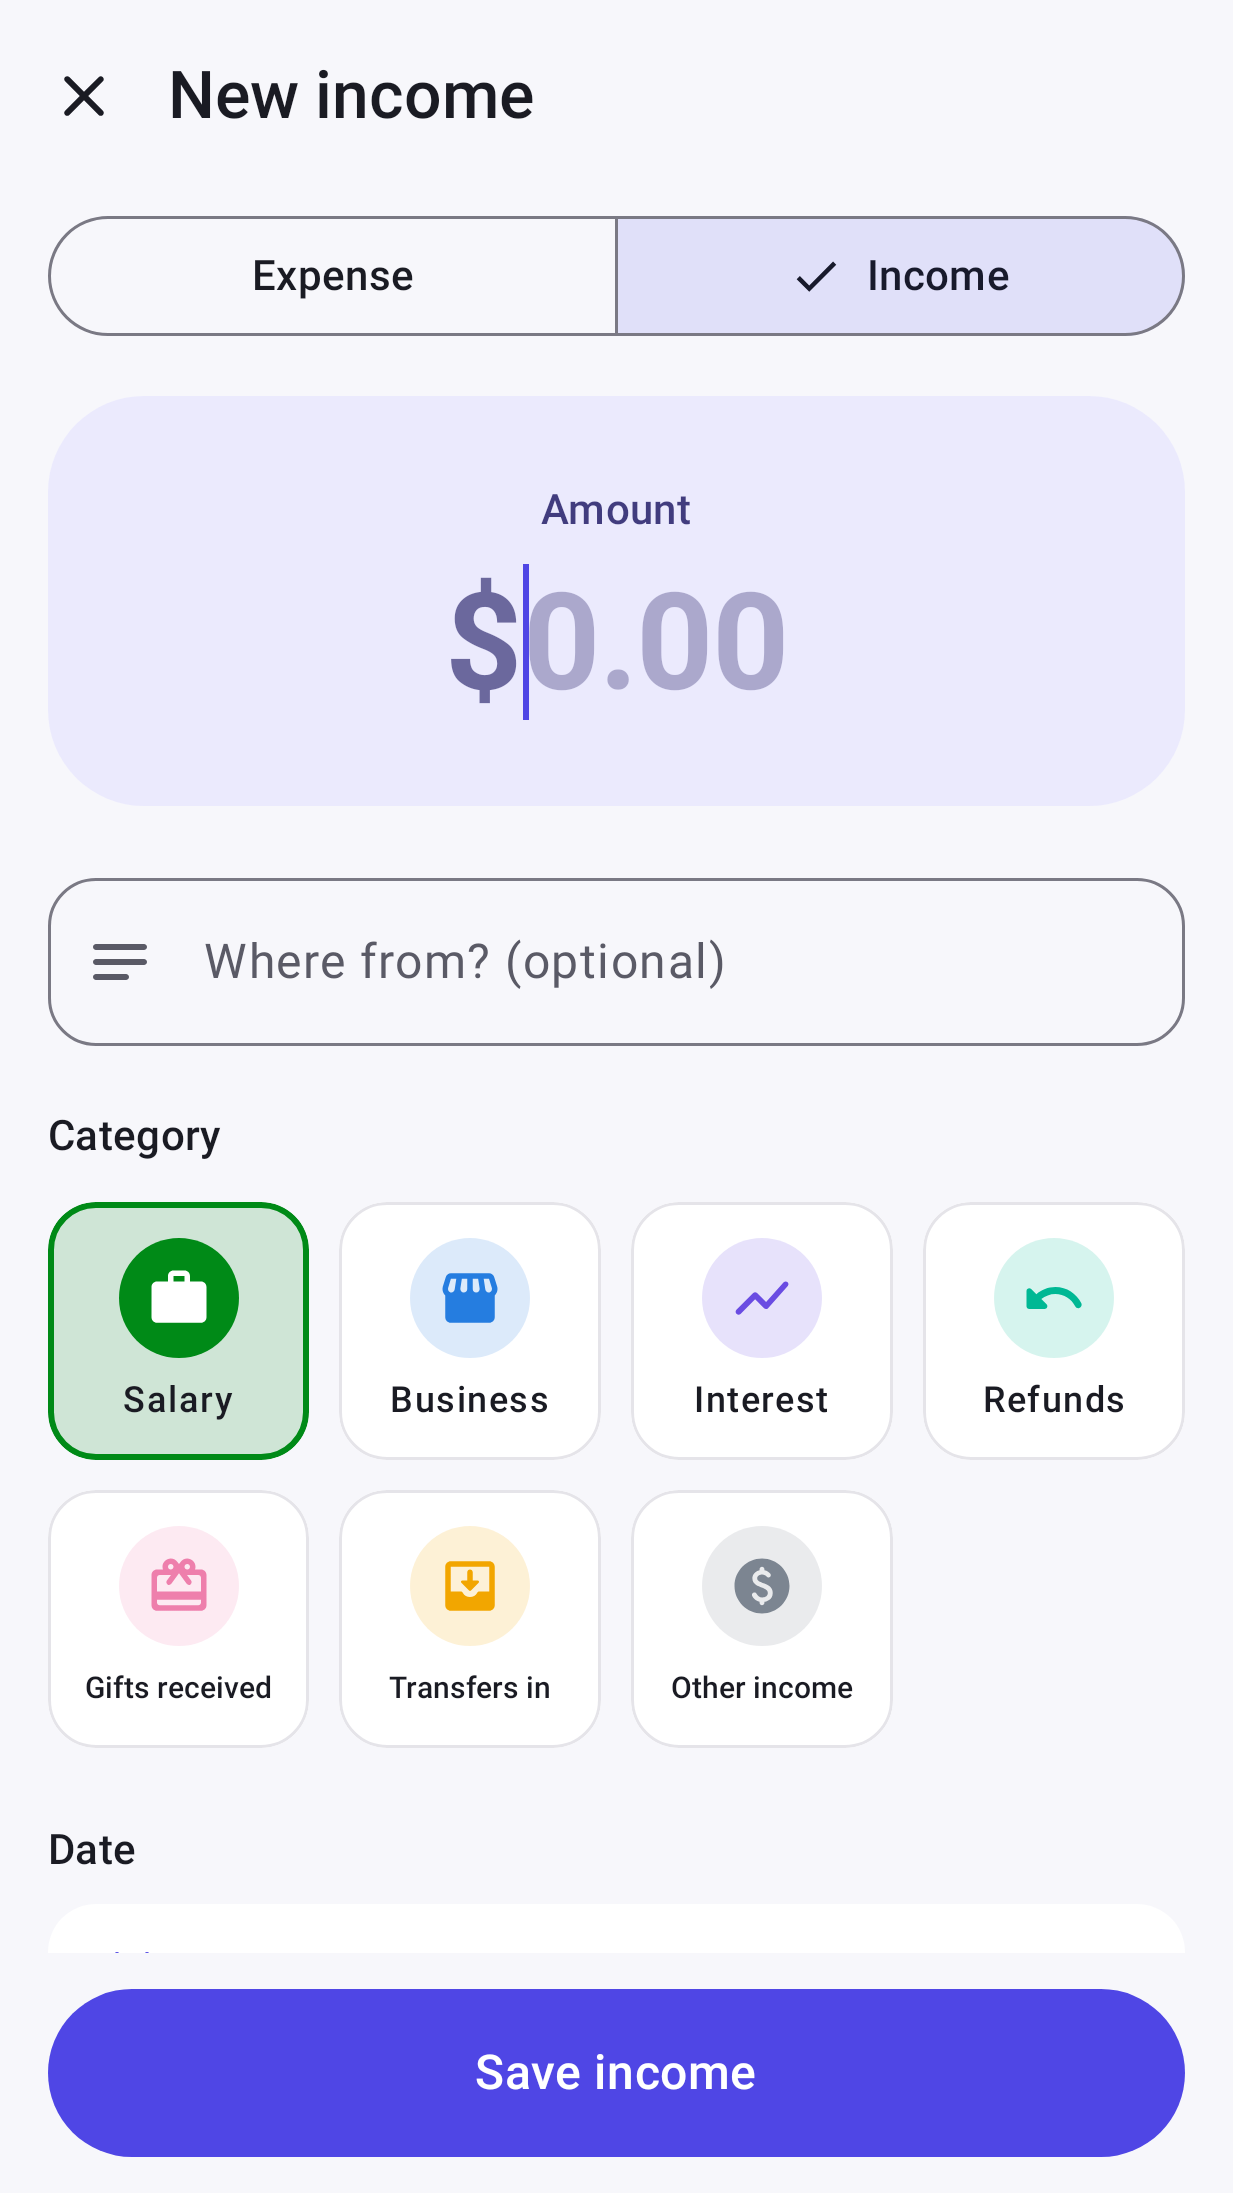 New income
Expense
Income
Amount
$0.00
Where from? (optional)
Category
Salary
Business
Interest
Refunds
Gifts received
Transfers in
Other income
Date
Save income